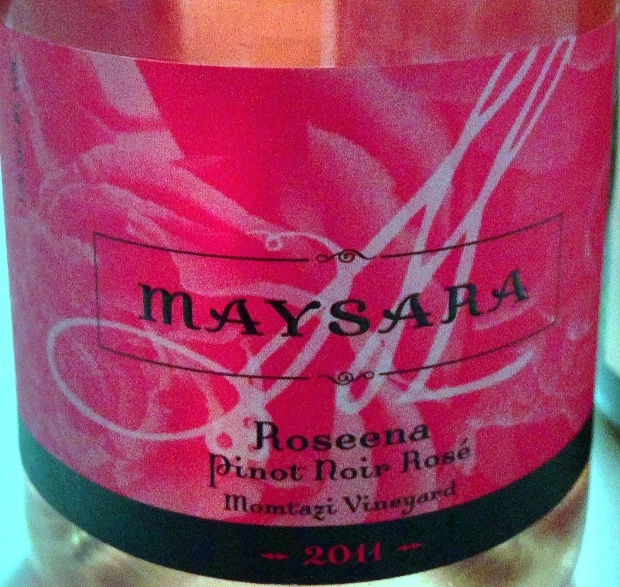 MAYSARA
Roseena
Pinot Noir Rosé
Momtazi Vineyard
2011